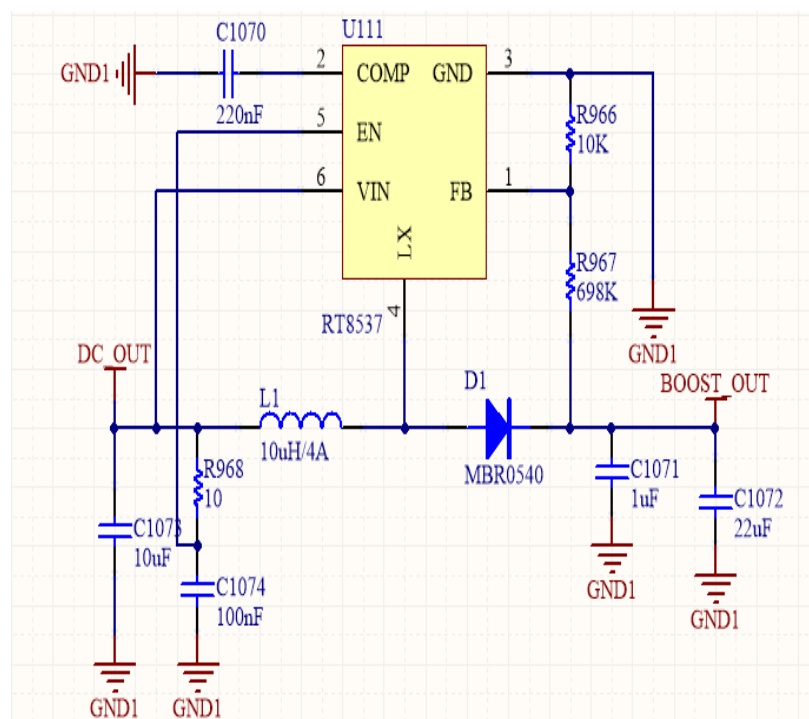 C1070
220nF
GND1
U111
2
COMP
GND
3
5
EN
6
VIN
FB
1
LX
4
RT8537
R966
10K
R967
698K
GND1
DC_OUT
BOOST_OUT
L1
10uH/4A
D1
MBR0540
R968
10
C1073
10uF
C1074
100nF
C1071
1uF
C1072
22uF
GND1
GND1
GND1
GND1